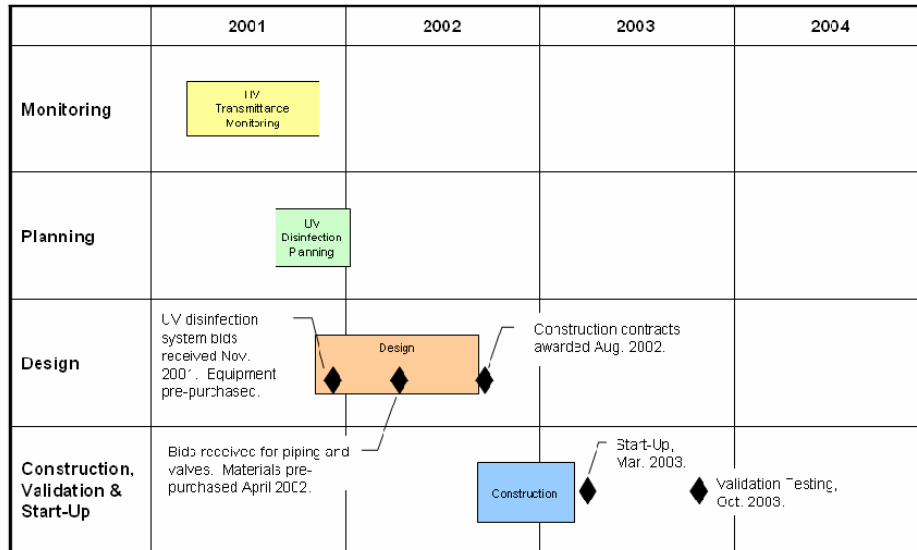 2001 2002 2003 2004
Monitoring
UV
Transmittance
Monitoring
Planning
UV
Disinfection
Planning
Design
UV disinfection
system bids
received Nov.
2001. Equipment
pre-purchased.
Design
Construction contracts
awarded Aug. 2002.
Bids received for piping and
valves. Materials pre-
purchased April 2002.
Construction,
Validation &
Start-Up
Construction
Start-Up,
Mar. 2003.
Validation Testing,
Oct. 2003.